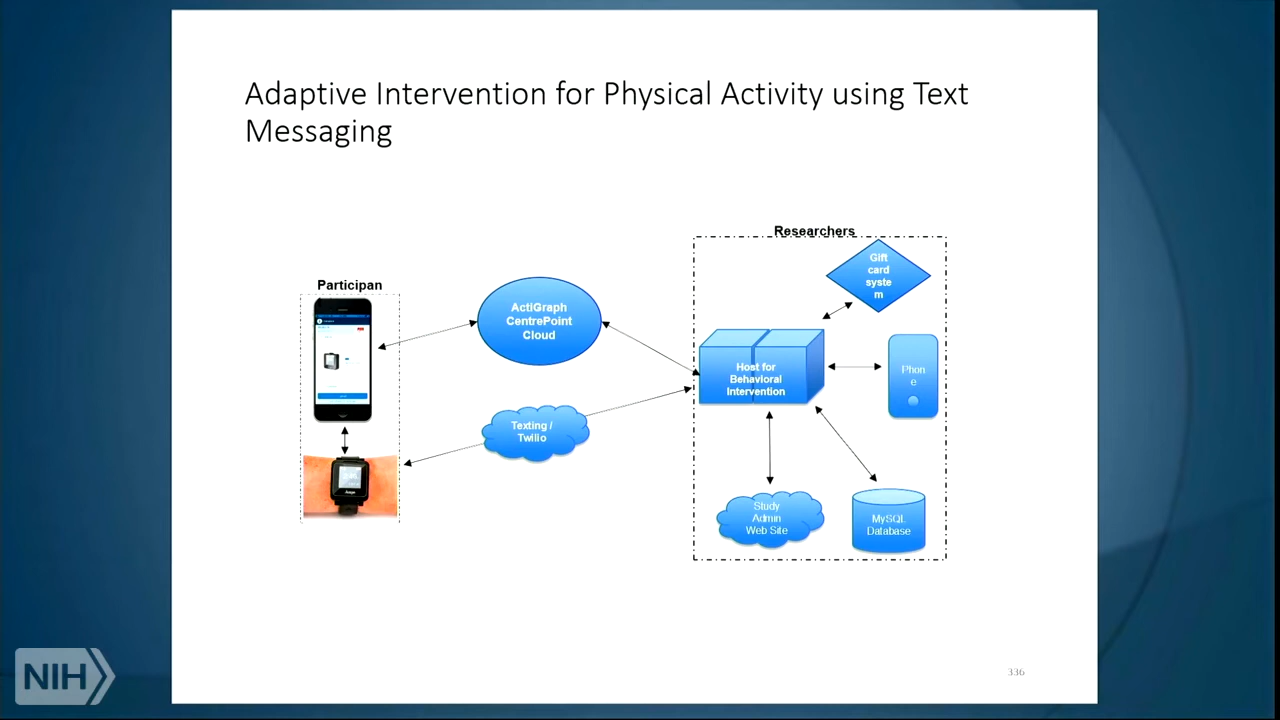 Adaptive Intervention for Physical Activity using Text
Messaging
Researchers
Gift
card
syste
m
Participan
ActiGraph
CentrePoint
Cloud
Host for
Behavioral
Intervention
Phon
e
Texting /
Twilio
Study
Admin
Web Site
MySQL
Database
336
NIH